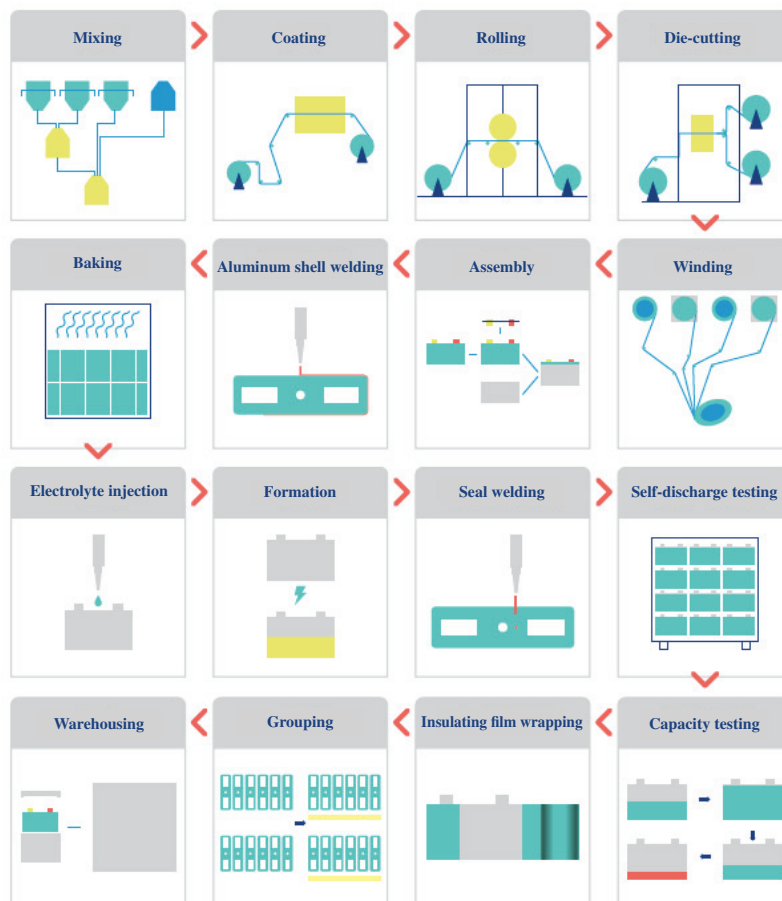 Mixing
Coating
Rolling
Die-cutting
Baking
Aluminum shell welding
Assembly
Winding
Electrolyte injection
Formation
Seal welding
Self-discharge testing
Warehousing
Grouping
Insulating film wrapping
Capacity testing